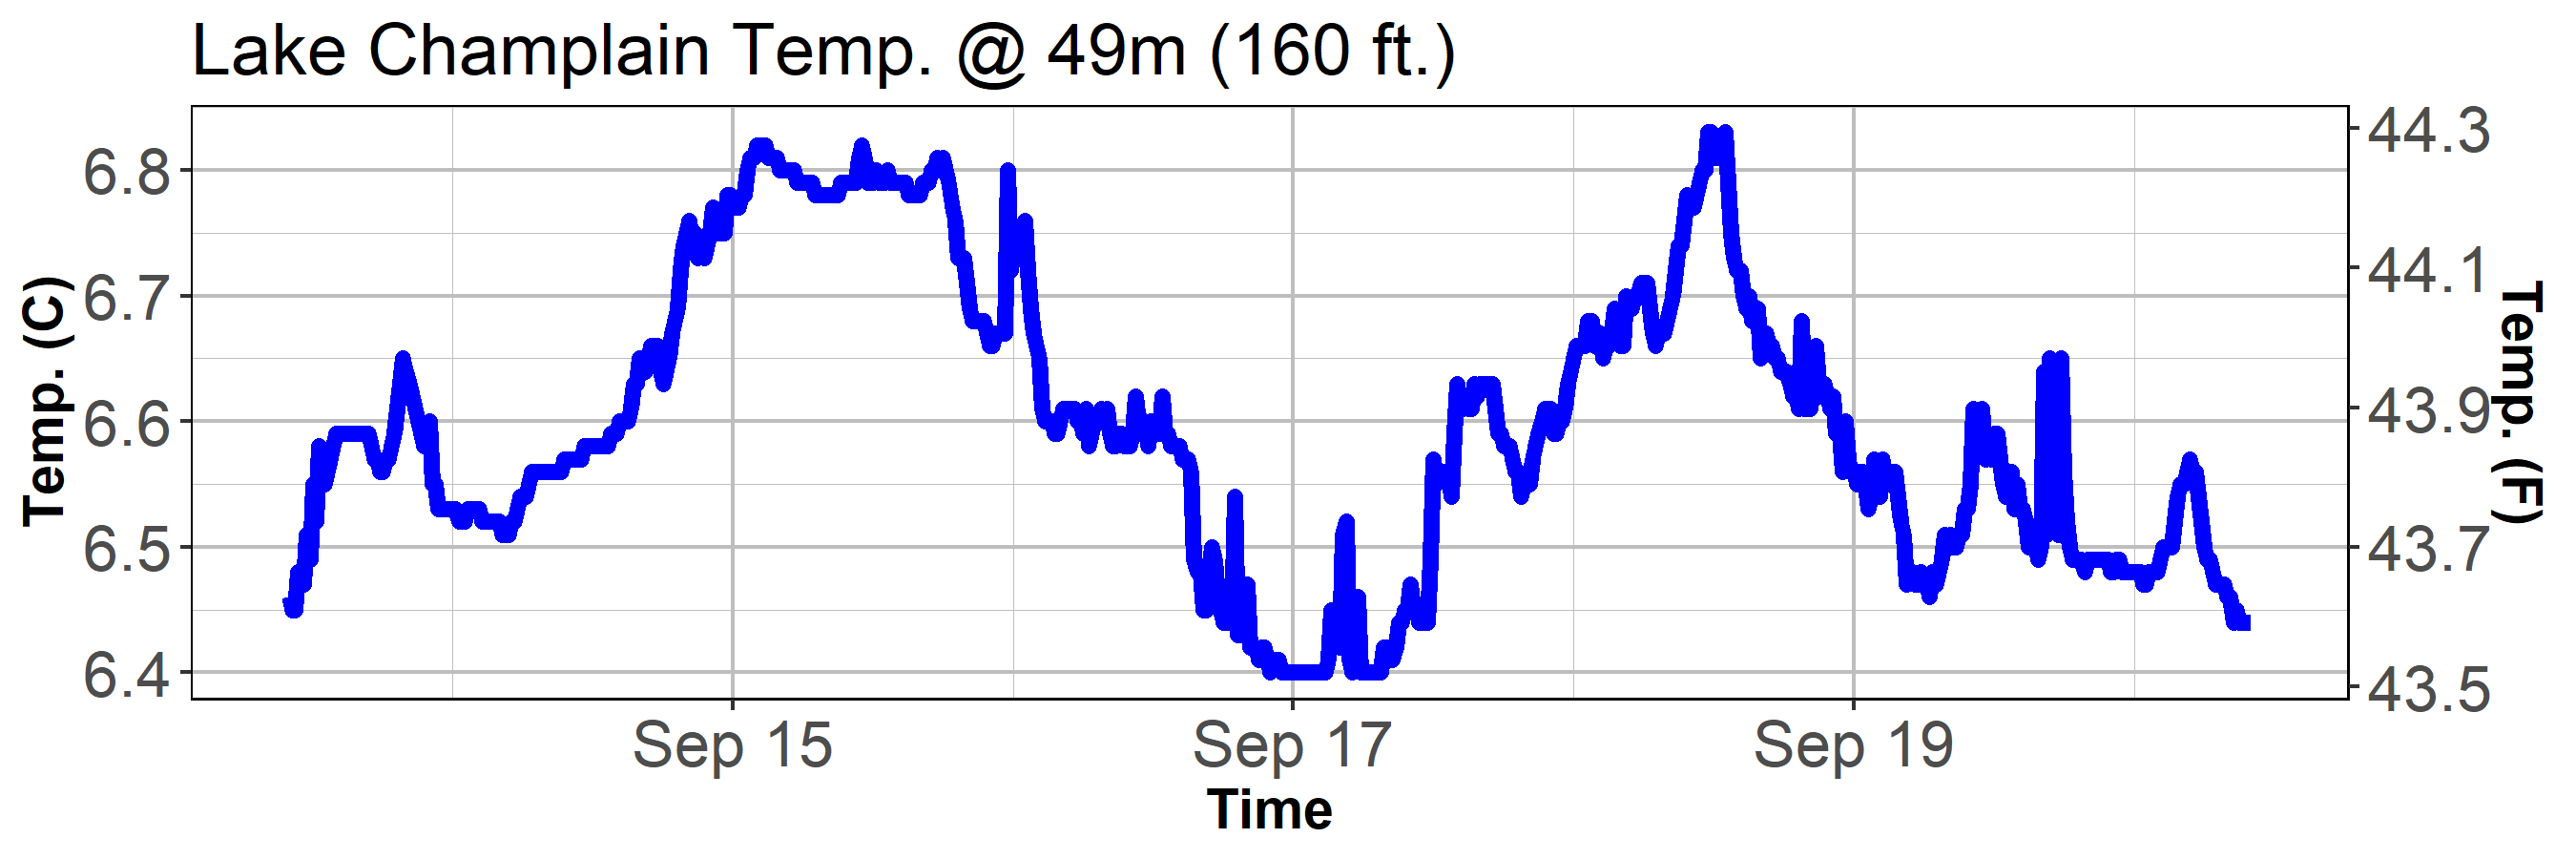 Lake Champlain Temp. @ 49m (160 ft.)
6.8
6.7
6.6
6.5
6.4
Temp. (C)
44.3
44.1
43.9
43.7
43.5
Temp. (F)
Sep 15
Sep 17
Sep 19
Time